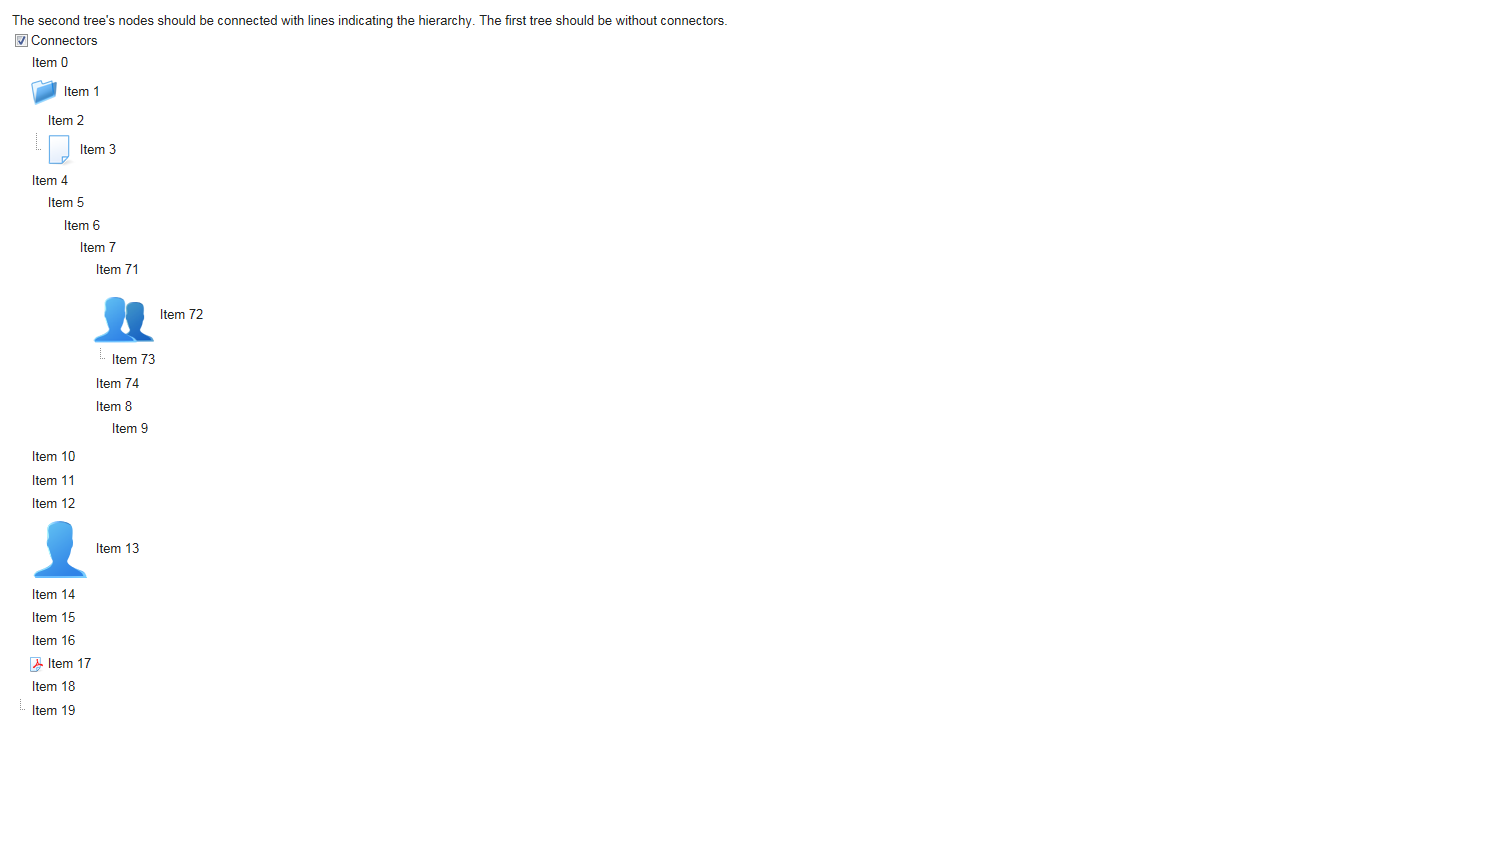 The second tree's nodes should be connected with lines indicating the hierarchy. The first tree should be without connectors.
Connectors
Item 0
Item 1
Item 2
Item 3
Item 4
Item 5
Item 6
Item 7
Item 71
Item 72
Item 73
Item 74
Item 8
Item 9
Item 10
Item 11
Item 12
Item 13
Item 14
Item 15
Item 16
Item 17
Item 18
Item 19